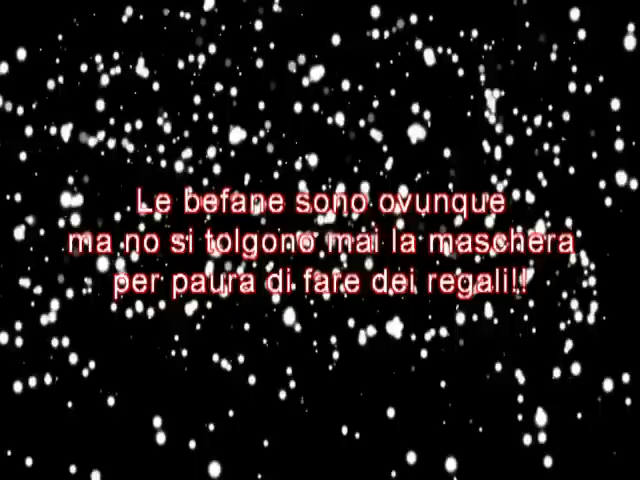 Le befane sono ovunque
ma no si tolgono mai la maschera
per paura di fare dei regali!!